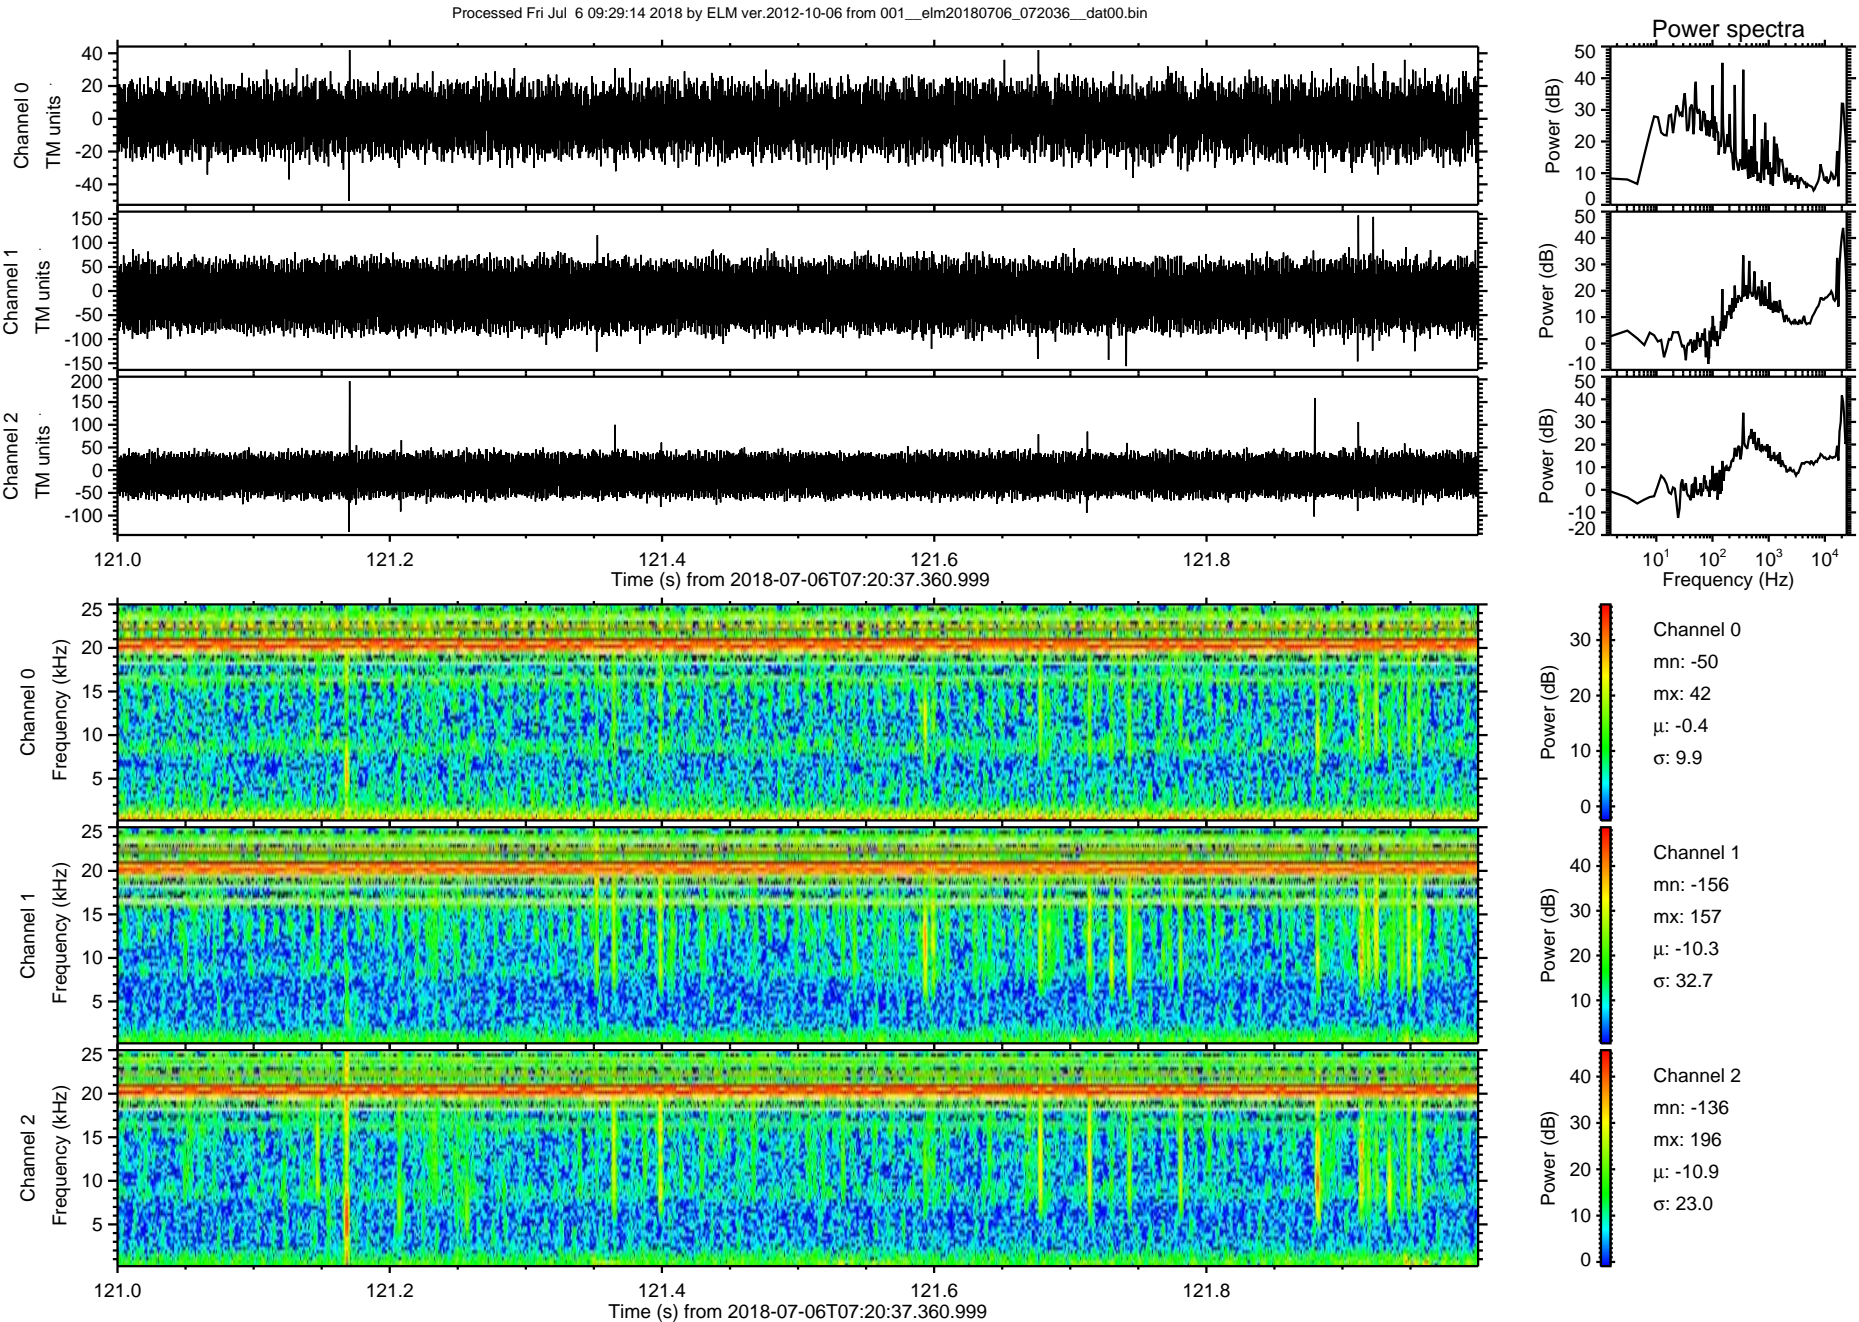 Processed Fri Jul  6 09:29:14 2018 by ELM ver.2012-10-06 from 001__elm20180706_072036__dat00.bin
Power spectra
Channel 0
TM units
40
20
0
-20
-40
Power (dB)
50
40
30
20
10
0
Channel 1
TM units
150
100
50
0
-50
-100
-150
Power (dB)
50
40
30
20
10
0
-10
Channel 2
TM units
200
150
100
50
0
-50
-100
Power (dB)
50
40
30
20
10
0
-10
-20
121.0 121.2 121.4 121.6 121.8
Time (s) from 2018-07-06T07:20:37.360.999
10¹ 10² 10³ 10⁴
Frequency (Hz)
Channel 0
Frequency (kHz)
25
20
15
10
5
Power (dB)
30
20
10
0
Channel 0
mn: -50
mx: 42
μ: -0.4
σ: 9.9
Channel 1
Frequency (kHz)
25
20
15
10
5
Power (dB)
40
30
20
10
Channel 1
mn: -156
mx: 157
μ: -10.3
σ: 32.7
Channel 2
Frequency (kHz)
25
20
15
10
5
Power (dB)
40
30
20
10
0
Channel 2
mn: -136
mx: 196
μ: -10.9
σ: 23.0
121.0 121.2 121.4 121.6 121.8
Time (s) from 2018-07-06T07:20:37.360.999